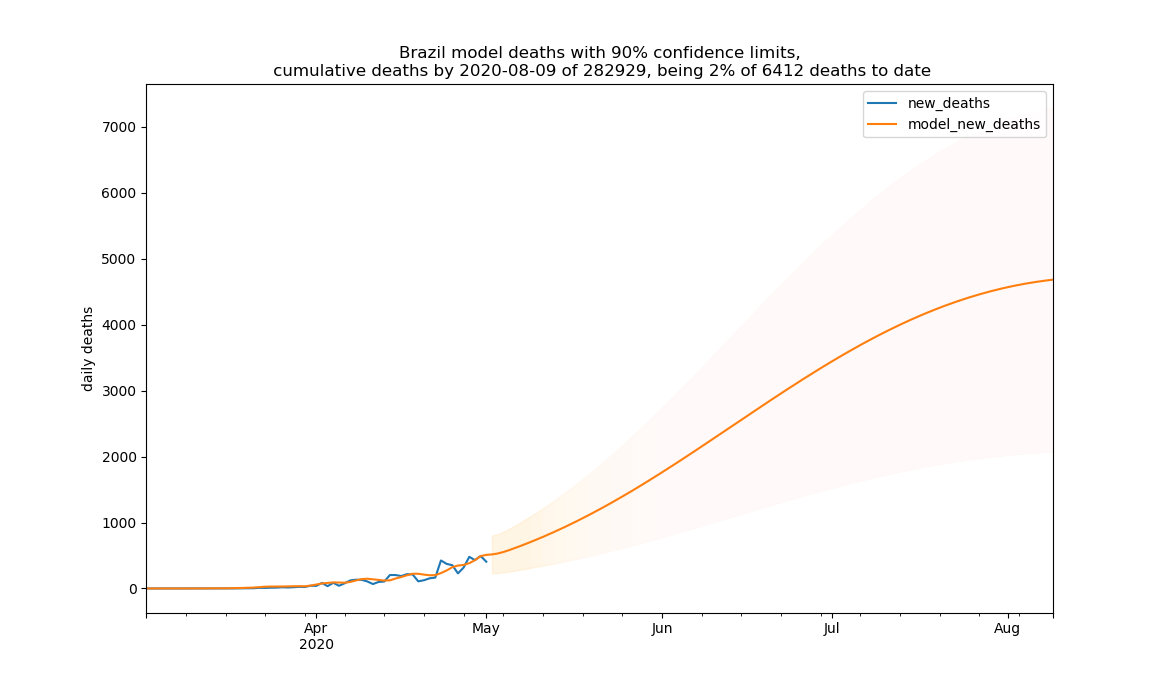 Brazil model deaths with 90% confidence limits,
cumulative deaths by 2020-08-09 of 282929, being 2% of 6412 deaths to date
new_deaths
model_new_deaths
7000
6000
5000
4000
3000
2000
1000
0
daily deaths
Apr
2020
May
Jun
Jul
Aug